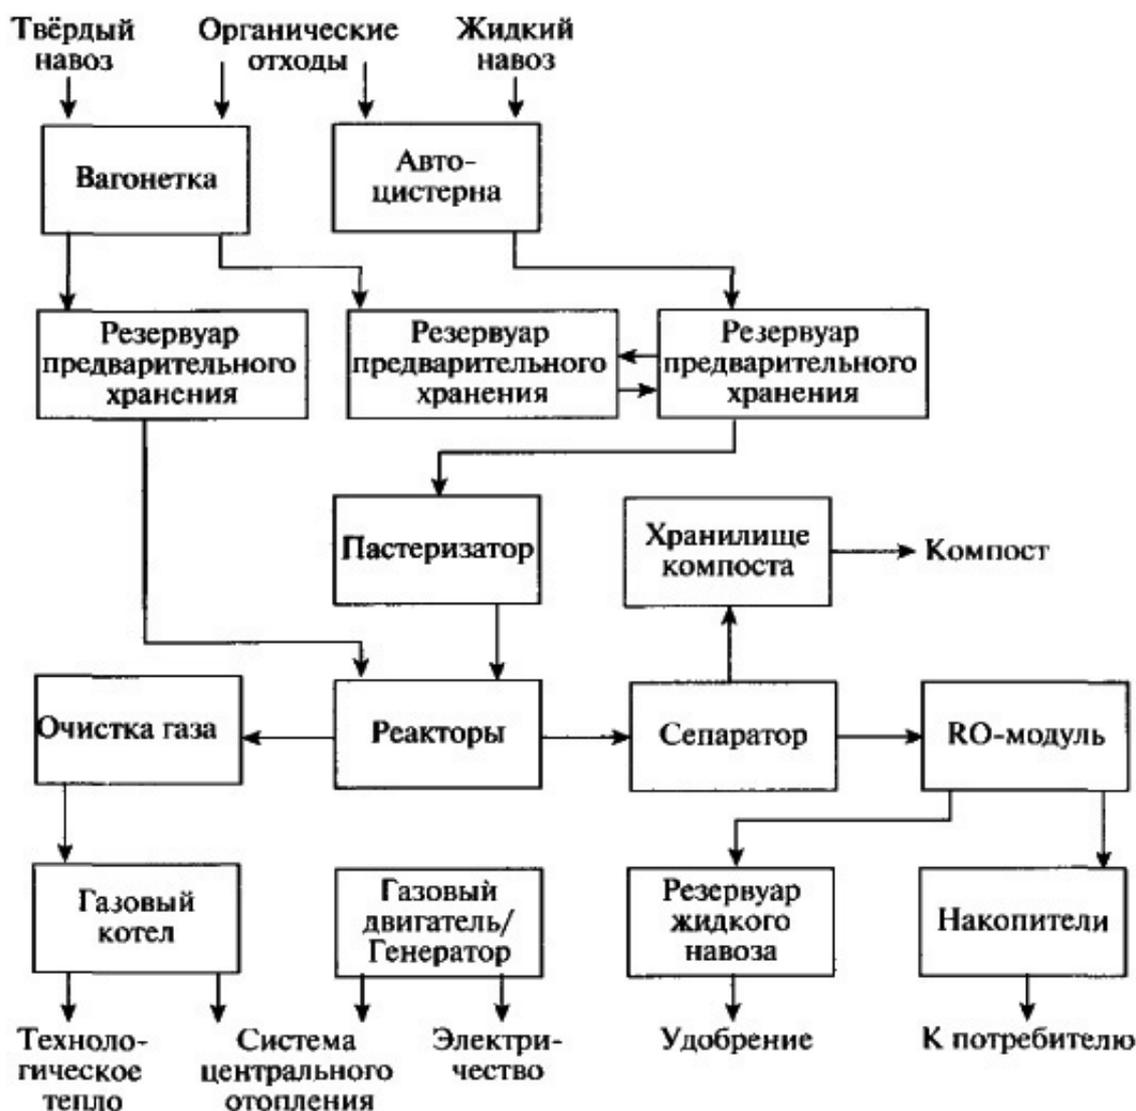 Твёрдый
навоз
Органические
отходы
Жидкий
навоз
Вагонетка
Авто-
цистерна
Резервуар
предварительного
хранения
Резервуар
предварительного
хранения
Резервуар
предварительного
хранения
Пастеризатор
Хранилище
компоста
Компост
Очистка газа
Реакторы
Сепаратор
RO-модуль
Газовый
котел
Газовый
двигатель/
Генератор
Резервуар
жидкого
навоза
Накопители
Техноло-
гическое
тепло
Система
центрального
отопления
Электри-
чество
Удобрение
К потребителю